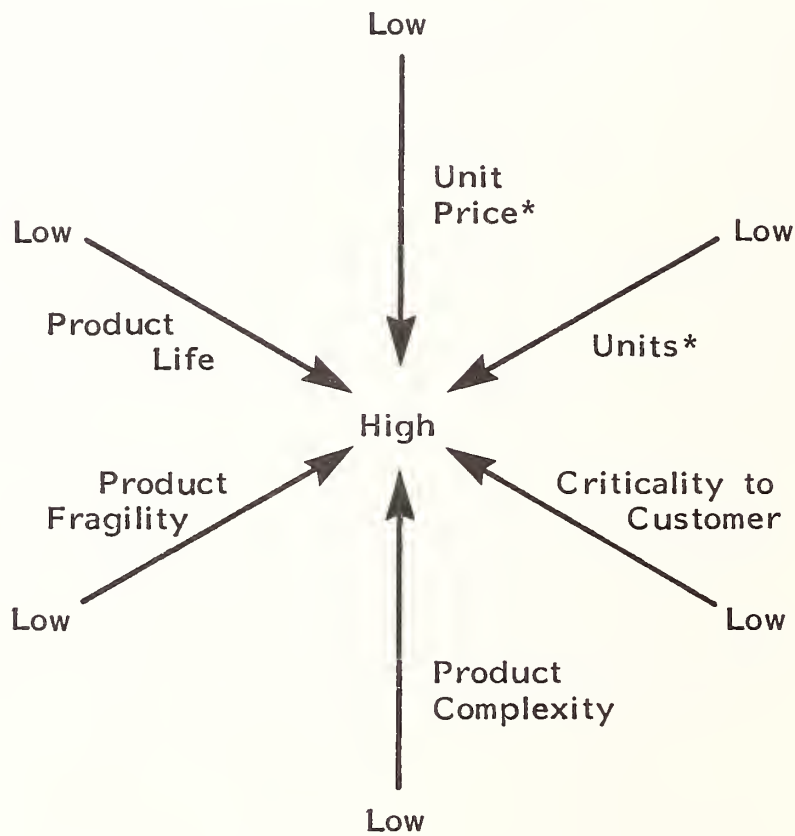 Low
Unit
Price*
Low
Low
Product
Life
Units*
High
Product
Fragility
Criticality to
Customer
Low
Low
Product
Complexity
Low